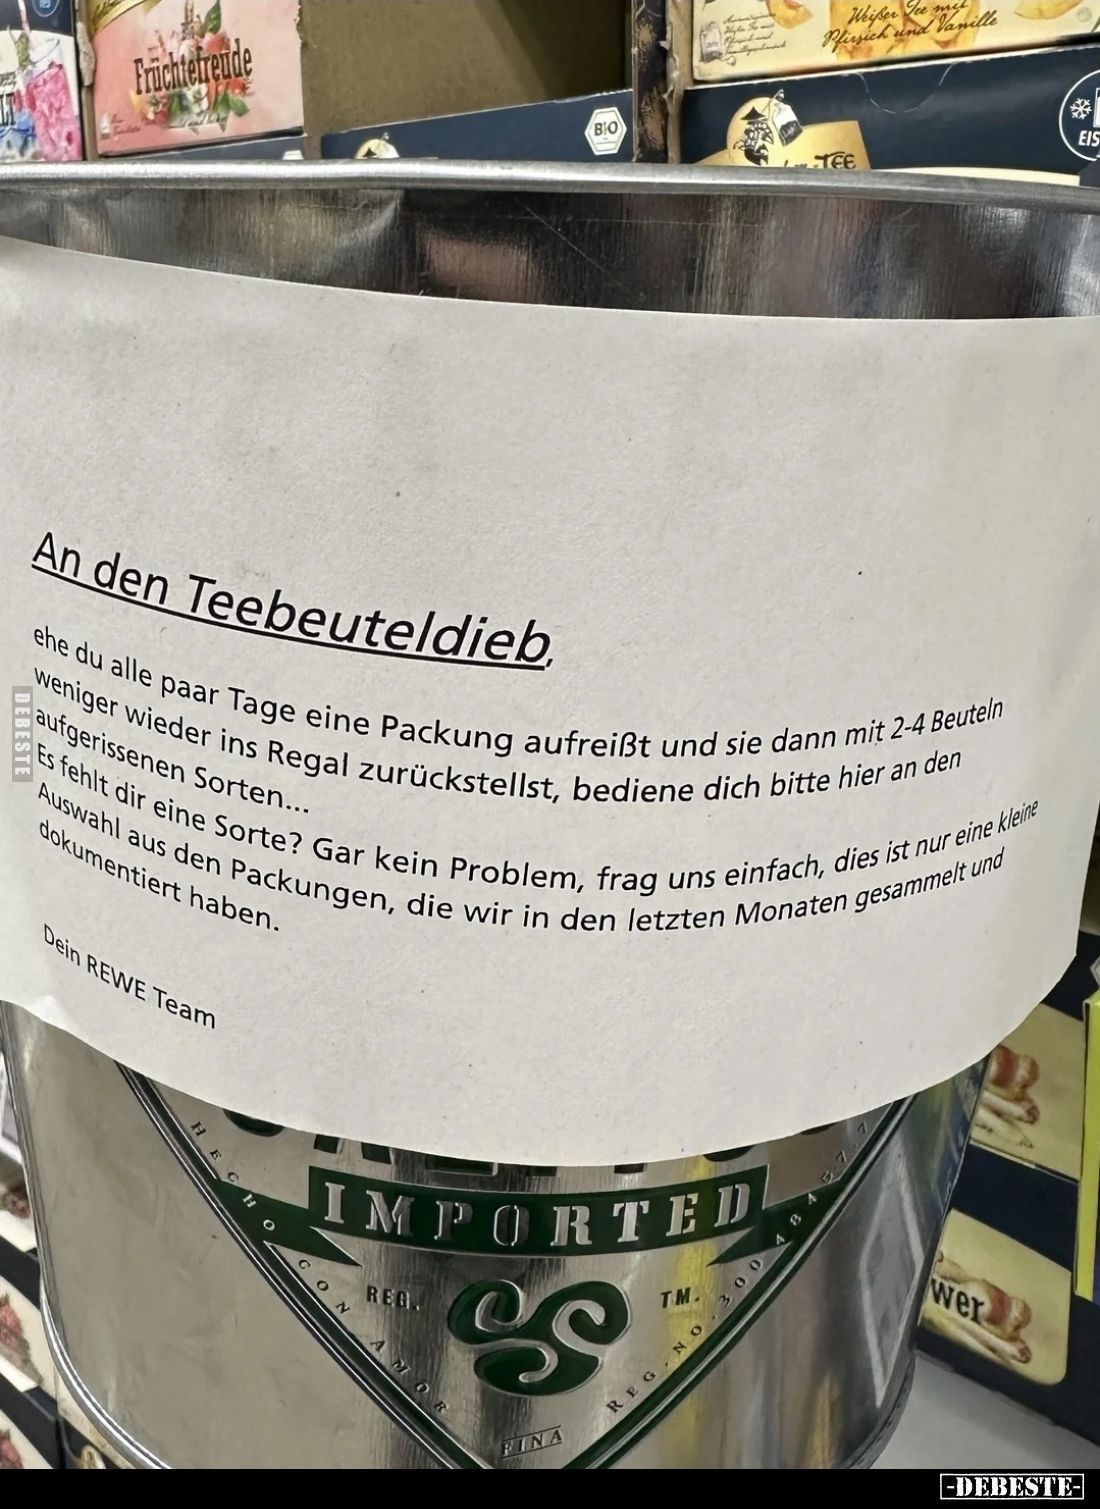 Früchtefreude
Weißer Tee mit
Pfirsich und Vanille
BIO
TEE
EIS
An den Teebeuteldieb,
ehe du alle paar Tage eine Packung aufreißt und sie dann mit 2-4 Beuteln
weniger wieder ins Regal zurückstellst, bediene dich bitte hier an den
aufgerissenen Sorten...
Es fehlt dir eine Sorte? Gar kein Problem, frag uns einfach, dies ist nur eine kleine
Auswahl aus den Packungen, die wir in den letzten Monaten gesammelt und
dokumentiert haben.
Dein REWE Team
DEBESTE
IMPORTED
HECHO CON AMOR
REG. TM.
FINA
wer
-DEBESTE-